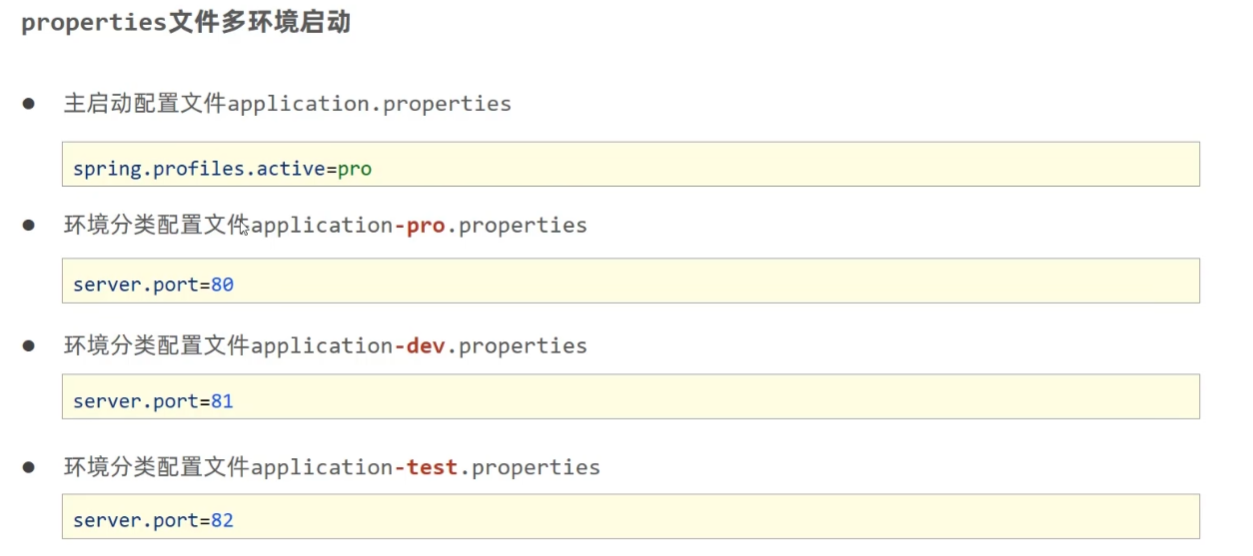 properties文件多环境启动
● 主启动配置文件application.properties
spring.profiles.active=pro
● 环境分类配置文件application-pro.properties
server.port=80
● 环境分类配置文件application-dev.properties
server.port=81
● 环境分类配置文件application-test.properties
server.port=82